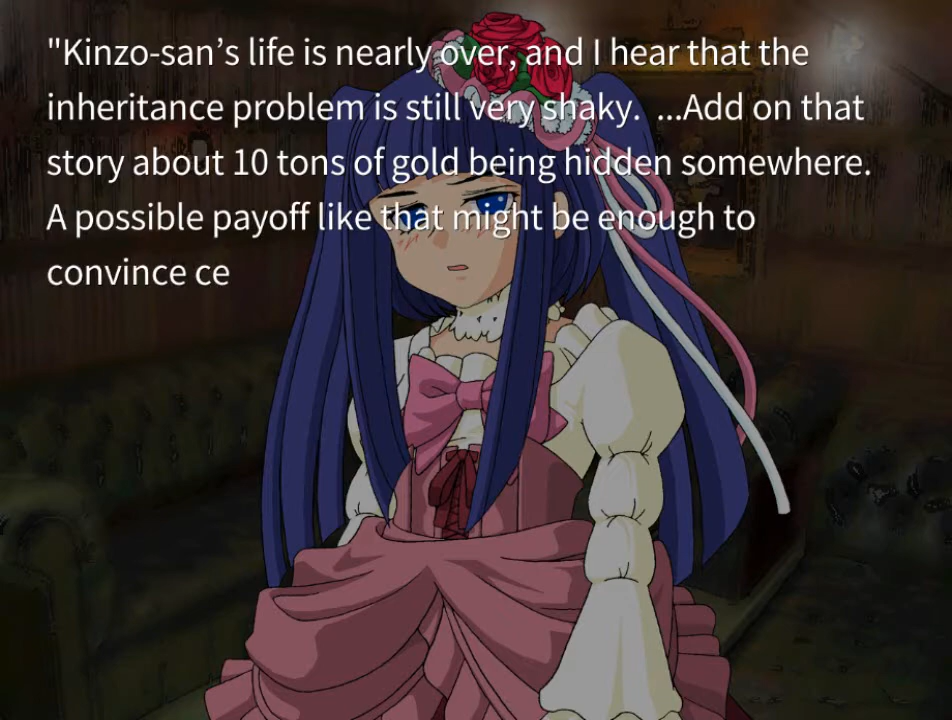 "Kinzo-san’s life is nearly over, and I hear that the
inheritance problem is still very shaky.  ...Add on that
story about 10 tons of gold being hidden somewhere.
A possible payoff like that might be enough to
convince ce